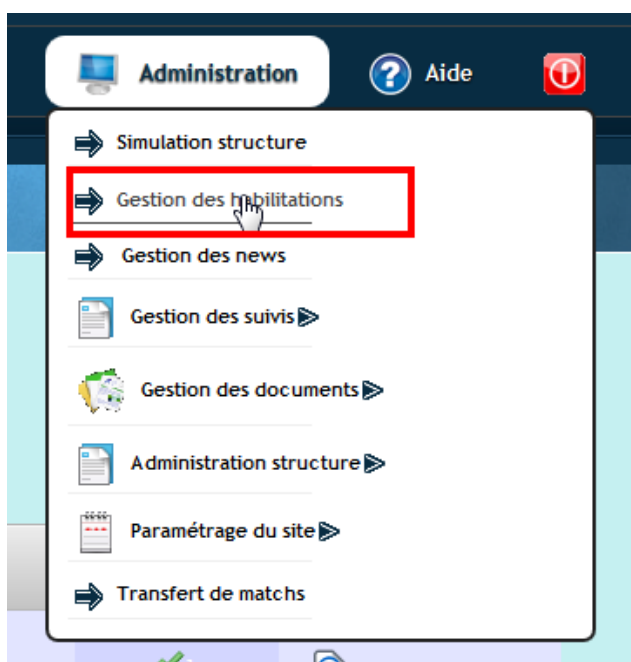 Administration
Aide
Simulation structure
Gestion des habilitations
Gestion des news
Gestion des suivis
Gestion des documents
Administration structure
Paramétrage du site
Transfert de matchs